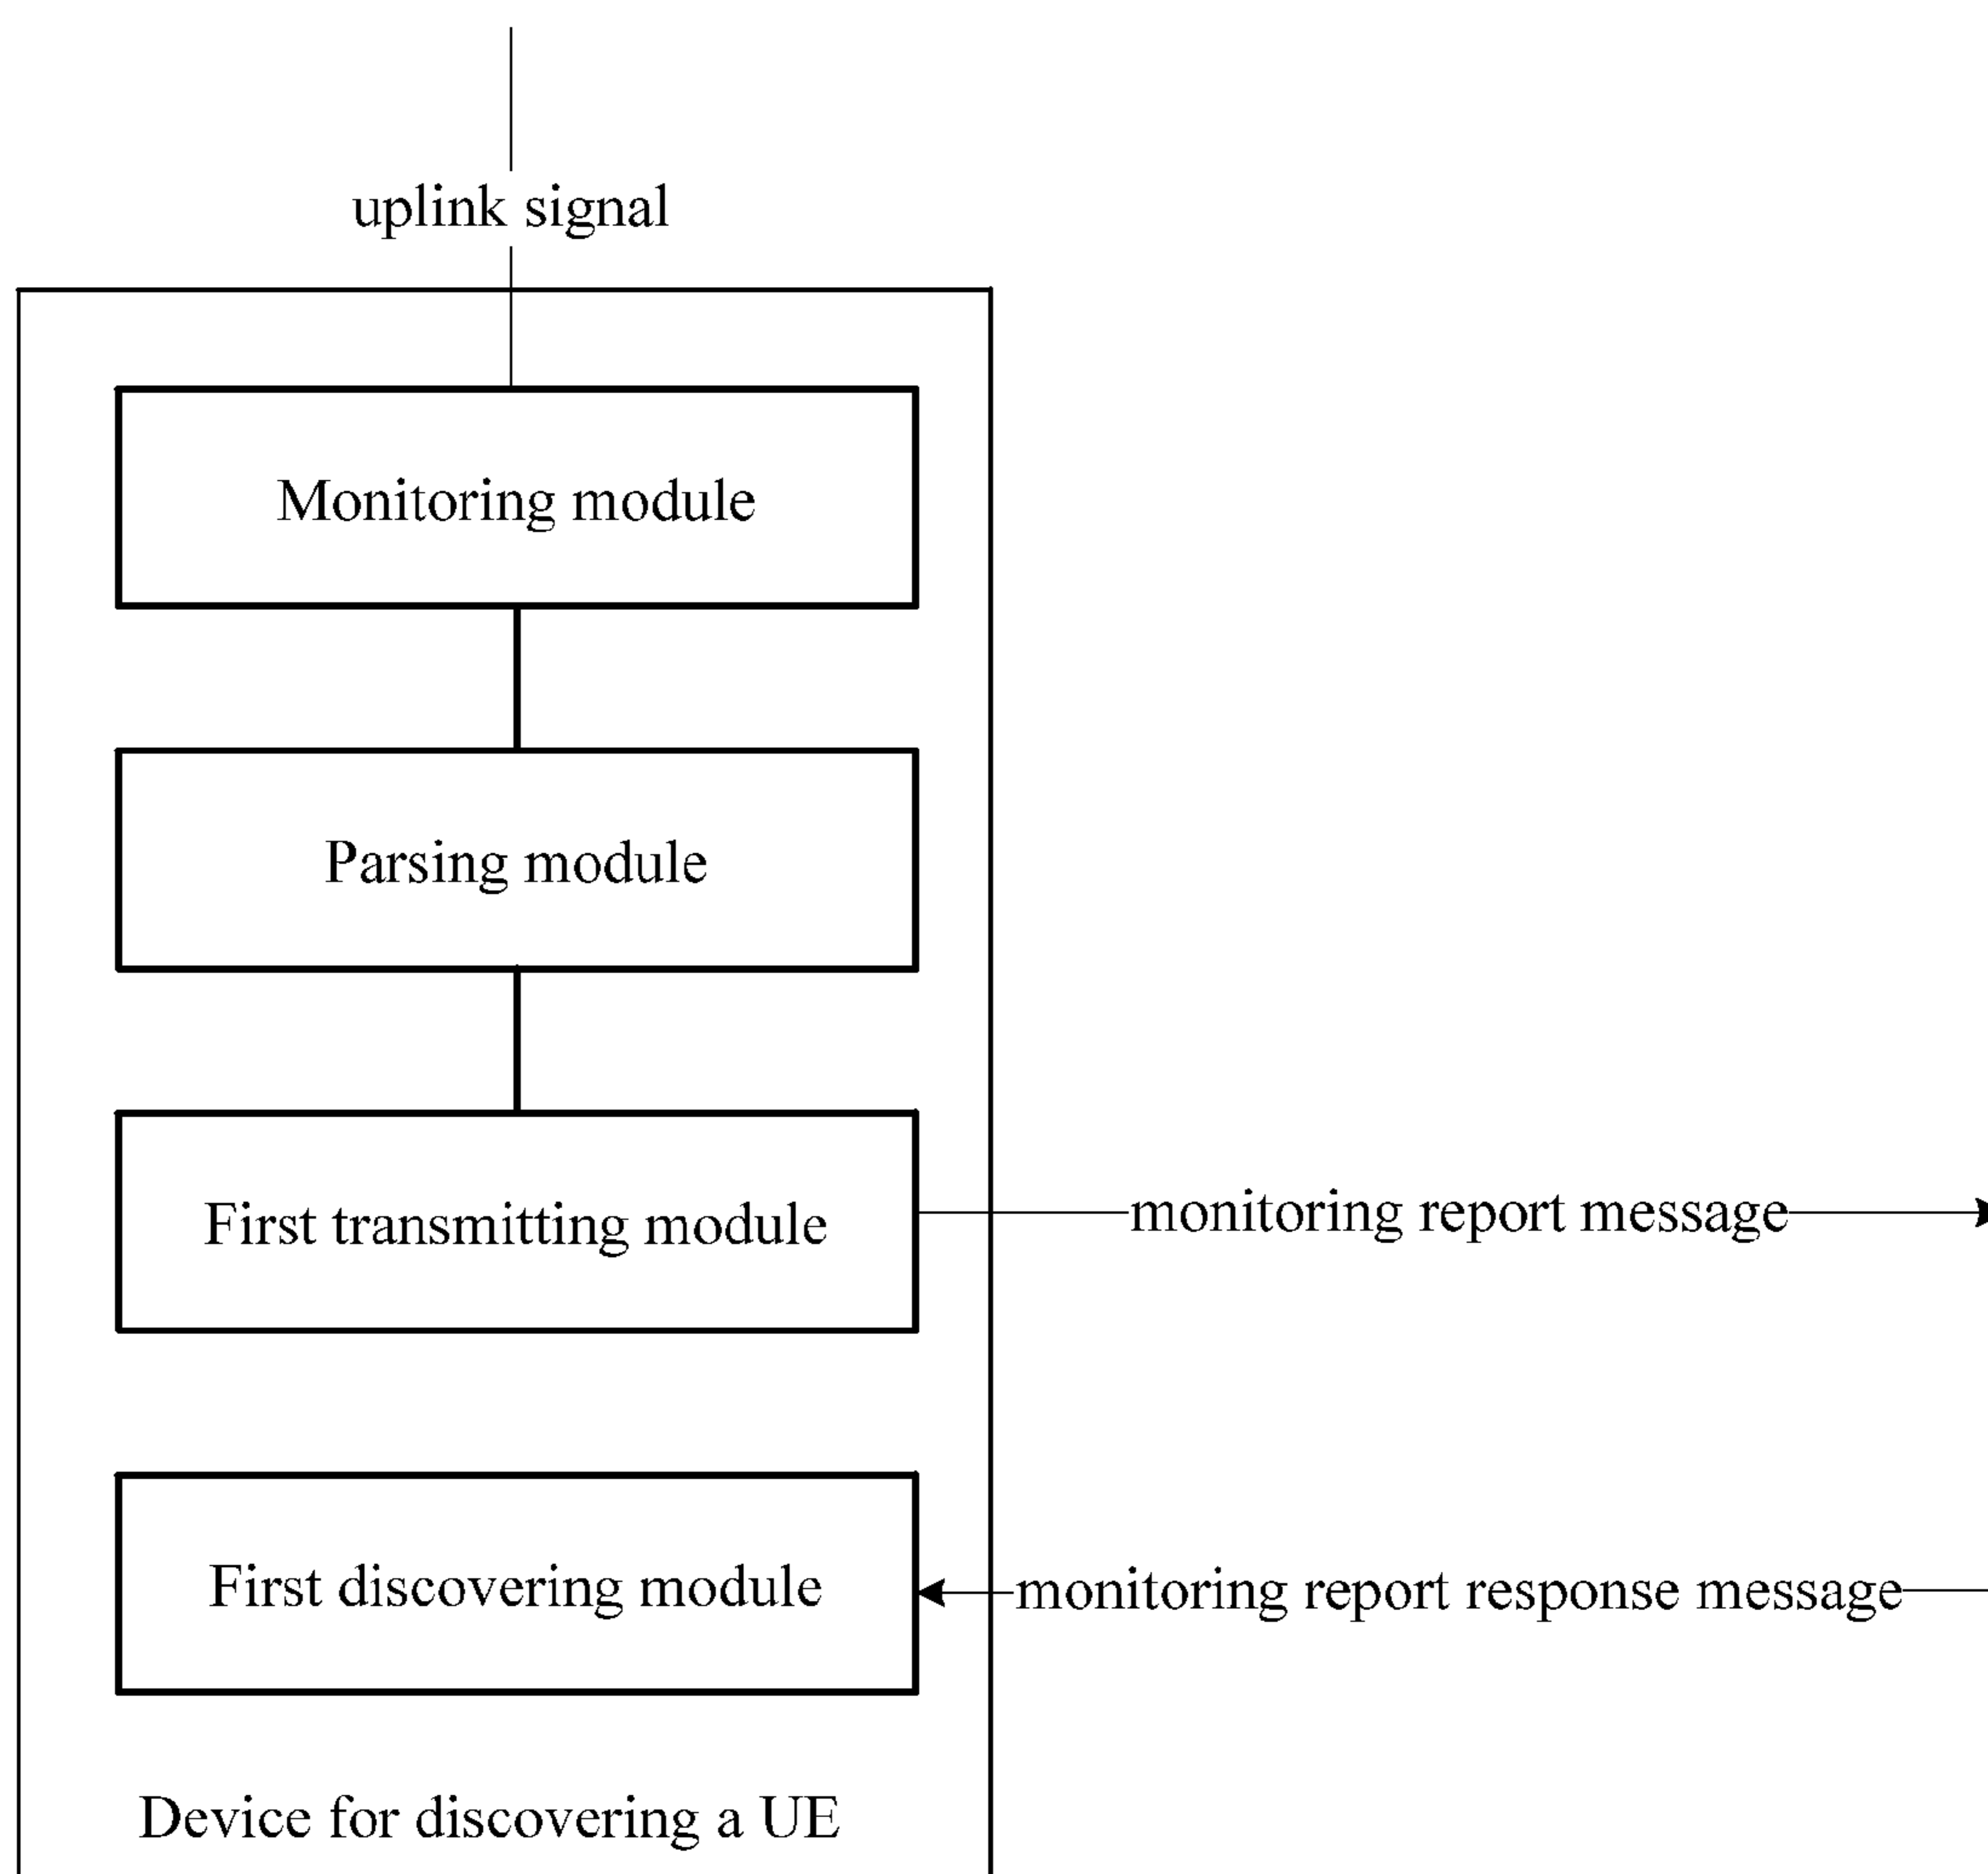 uplink signal
Monitoring module
Parsing module
First transmitting module
monitoring report message
First discovering module
monitoring report response message
Device for discovering a UE